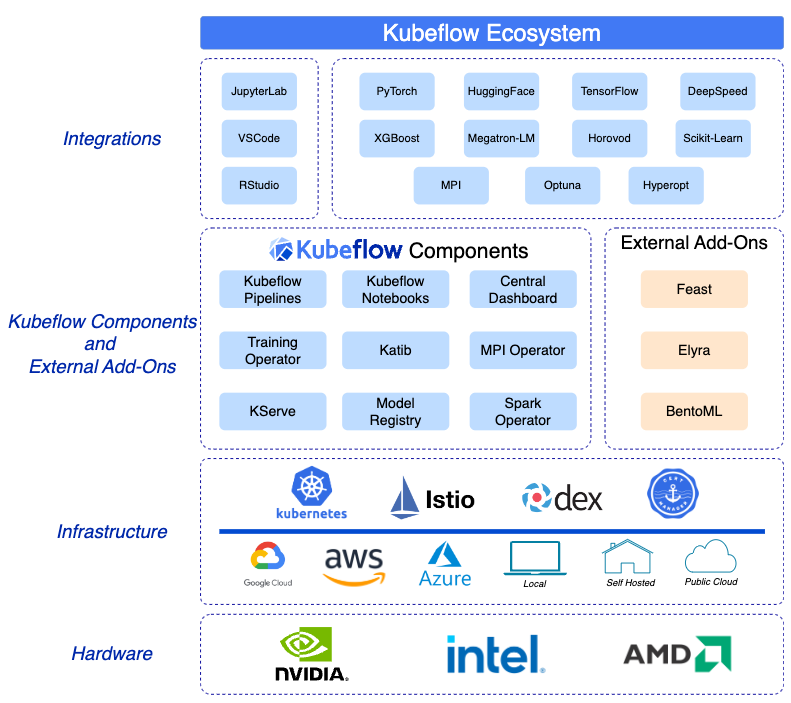 Kubeflow Ecosystem
Integrations
JupyterLab
VSCode
RStudio
PyTorch
HuggingFace
TensorFlow
DeepSpeed
XGBoost
Megatron-LM
Horovod
Scikit-Learn
MPI
Optuna
Hyperopt
Kubeflow Components
and
External Add-Ons
Kubeflow Components
Kubeflow
Pipelines
Kubeflow
Notebooks
Central
Dashboard
Training
Operator
Katib
MPI Operator
KServe
Model
Registry
Spark
Operator
External Add-Ons
Feast
Elyra
BentoML
Infrastructure
kubernetes
Istio
dex
CERT
MANAGER
Google Cloud
aws
Azure
Local
Self Hosted
Public Cloud
Hardware
NVIDIA.
intel.
AMD